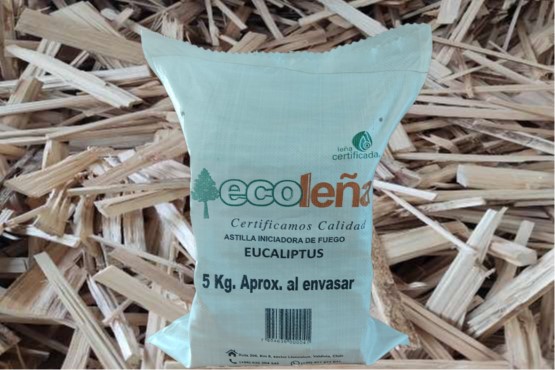 leña
certificada
ecoleña
Certificamos Calidad
ASTILLA INICIADORA DE FUEGO
EUCALIPTUS
5 Kg. Aprox. al envasar